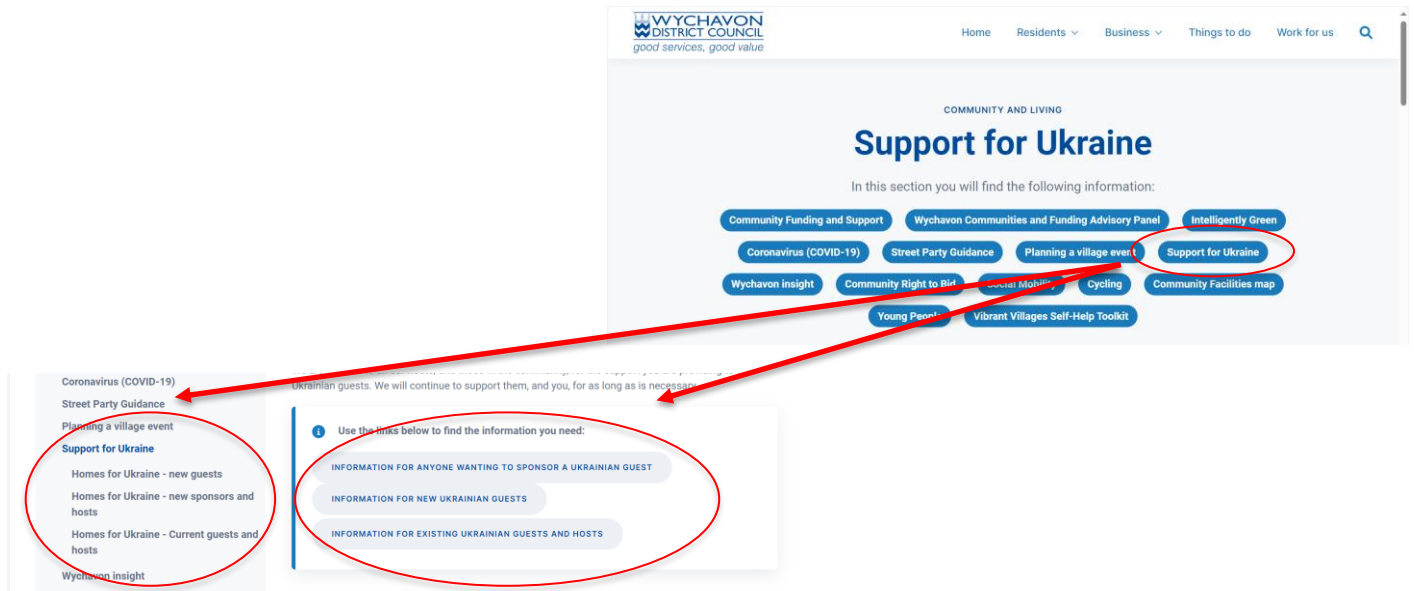 WYCHAVON
DISTRICT COUNCIL
good services, good value
Home Residents Business Things to do Work for us
COMMUNITY AND LIVING
Support for Ukraine
In this section you will find the following information:
Community Funding and Support Wychavon Communities and Funding Advisory Panel Intelligently Green
Coronavirus (COVID-19) Street Party Guidance Planning a village event Support for Ukraine
Wychavon insight Community Right to Bid Social Mobility Cycling Community Facilities map
Young People Vibrant Villages Self-Help Toolkit
Coronavirus (COVID-19)
Street Party Guidance
Planning a village event
Support for Ukraine
Homes for Ukraine - new guests
Homes for Ukraine - new sponsors and
hosts
Homes for Ukraine - Current guests and
hosts
Wychavon insight
Ukrainian guests. We will continue to support them, and you, for as long as is necessary.
Use the links below to find the information you need:
INFORMATION FOR ANYONE WANTING TO SPONSOR A UKRAINIAN GUEST
INFORMATION FOR NEW UKRAINIAN GUESTS
INFORMATION FOR EXISTING UKRAINIAN GUESTS AND HOSTS